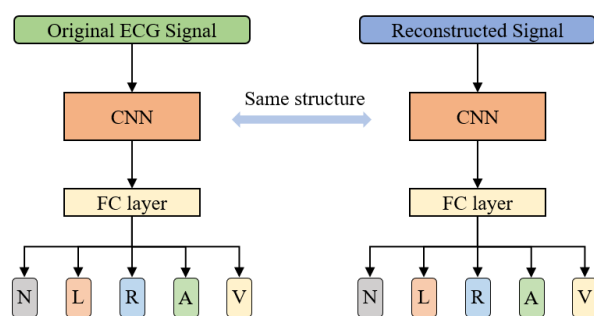 Original ECG Signal
Reconstructed Signal
Same structure
CNN
CNN
FC layer
FC layer
N L R A V
N L R A V